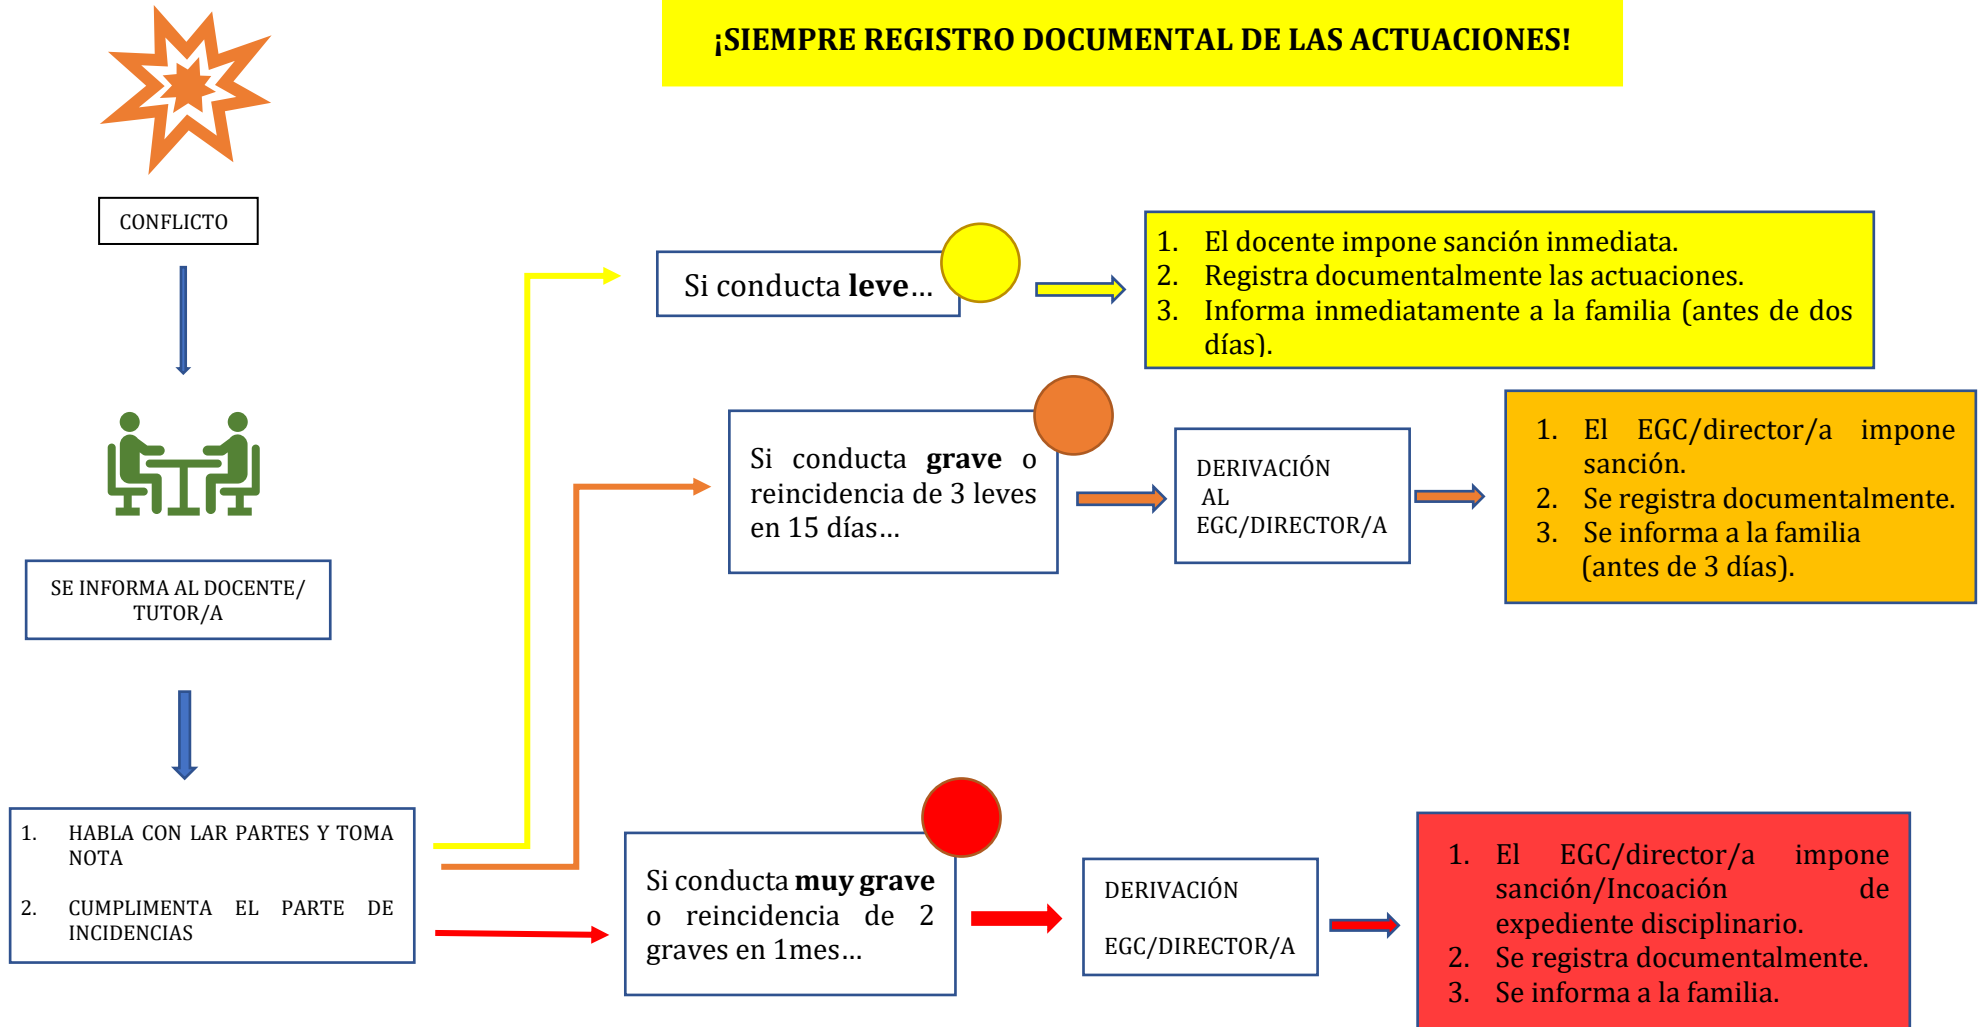 ¡SIEMPRE REGISTRO DOCUMENTAL DE LAS ACTUACIONES!
CONFLICTO
SE INFORMA AL DOCENTE/
TUTOR/A
1. HABLA CON LAR PARTES Y TOMA
NOTA
2. CUMPLIMENTA EL PARTE DE
INCIDENCIAS
Si conducta leve…
1. El docente impone sanción inmediata.
2. Registra documentalmente las actuaciones.
3. Informa inmediatamente a la familia (antes de dos
días).
Si conducta grave o
reincidencia de 3 leves
en 15 días…
DERIVACIÓN
AL
EGC/DIRECTOR/A
1. El EGC/director/a impone
sanción.
2. Se registra documentalmente.
3. Se informa a la familia
(antes de 3 días).
Si conducta muy grave
o reincidencia de 2
graves en 1mes…
DERIVACIÓN
EGC/DIRECTOR/A
1. El EGC/director/a impone
sanción/Incoación de
expediente disciplinario.
2. Se registra documentalmente.
3. Se informa a la familia.